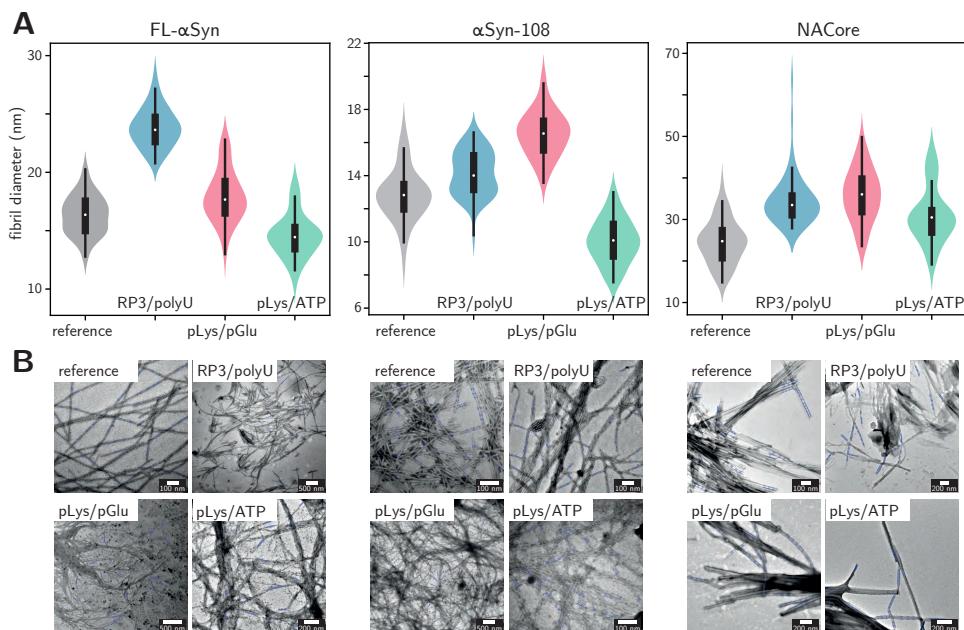 A
FL-αSyn
αSyn-108
NACore
fibril diameter (nm)
30
20
10
22
18
14
10
6
70
50
30
10
RP3/polyU
pLys/ATP
reference
pLys/pGlu
RP3/polyU
pLys/ATP
reference
pLys/pGlu
RP3/polyU
pLys/ATP
reference
pLys/pGlu
B
reference
RP3/polyU
reference
RP3/polyU
reference
RP3/polyU
100 nm
500 nm
100 nm
100 nm
100 nm
200 nm
pLys/pGlu
pLys/ATP
pLys/pGlu
pLys/ATP
pLys/pGlu
pLys/ATP
500 nm
200 nm
200 nm
200 nm
200 nm
200 nm